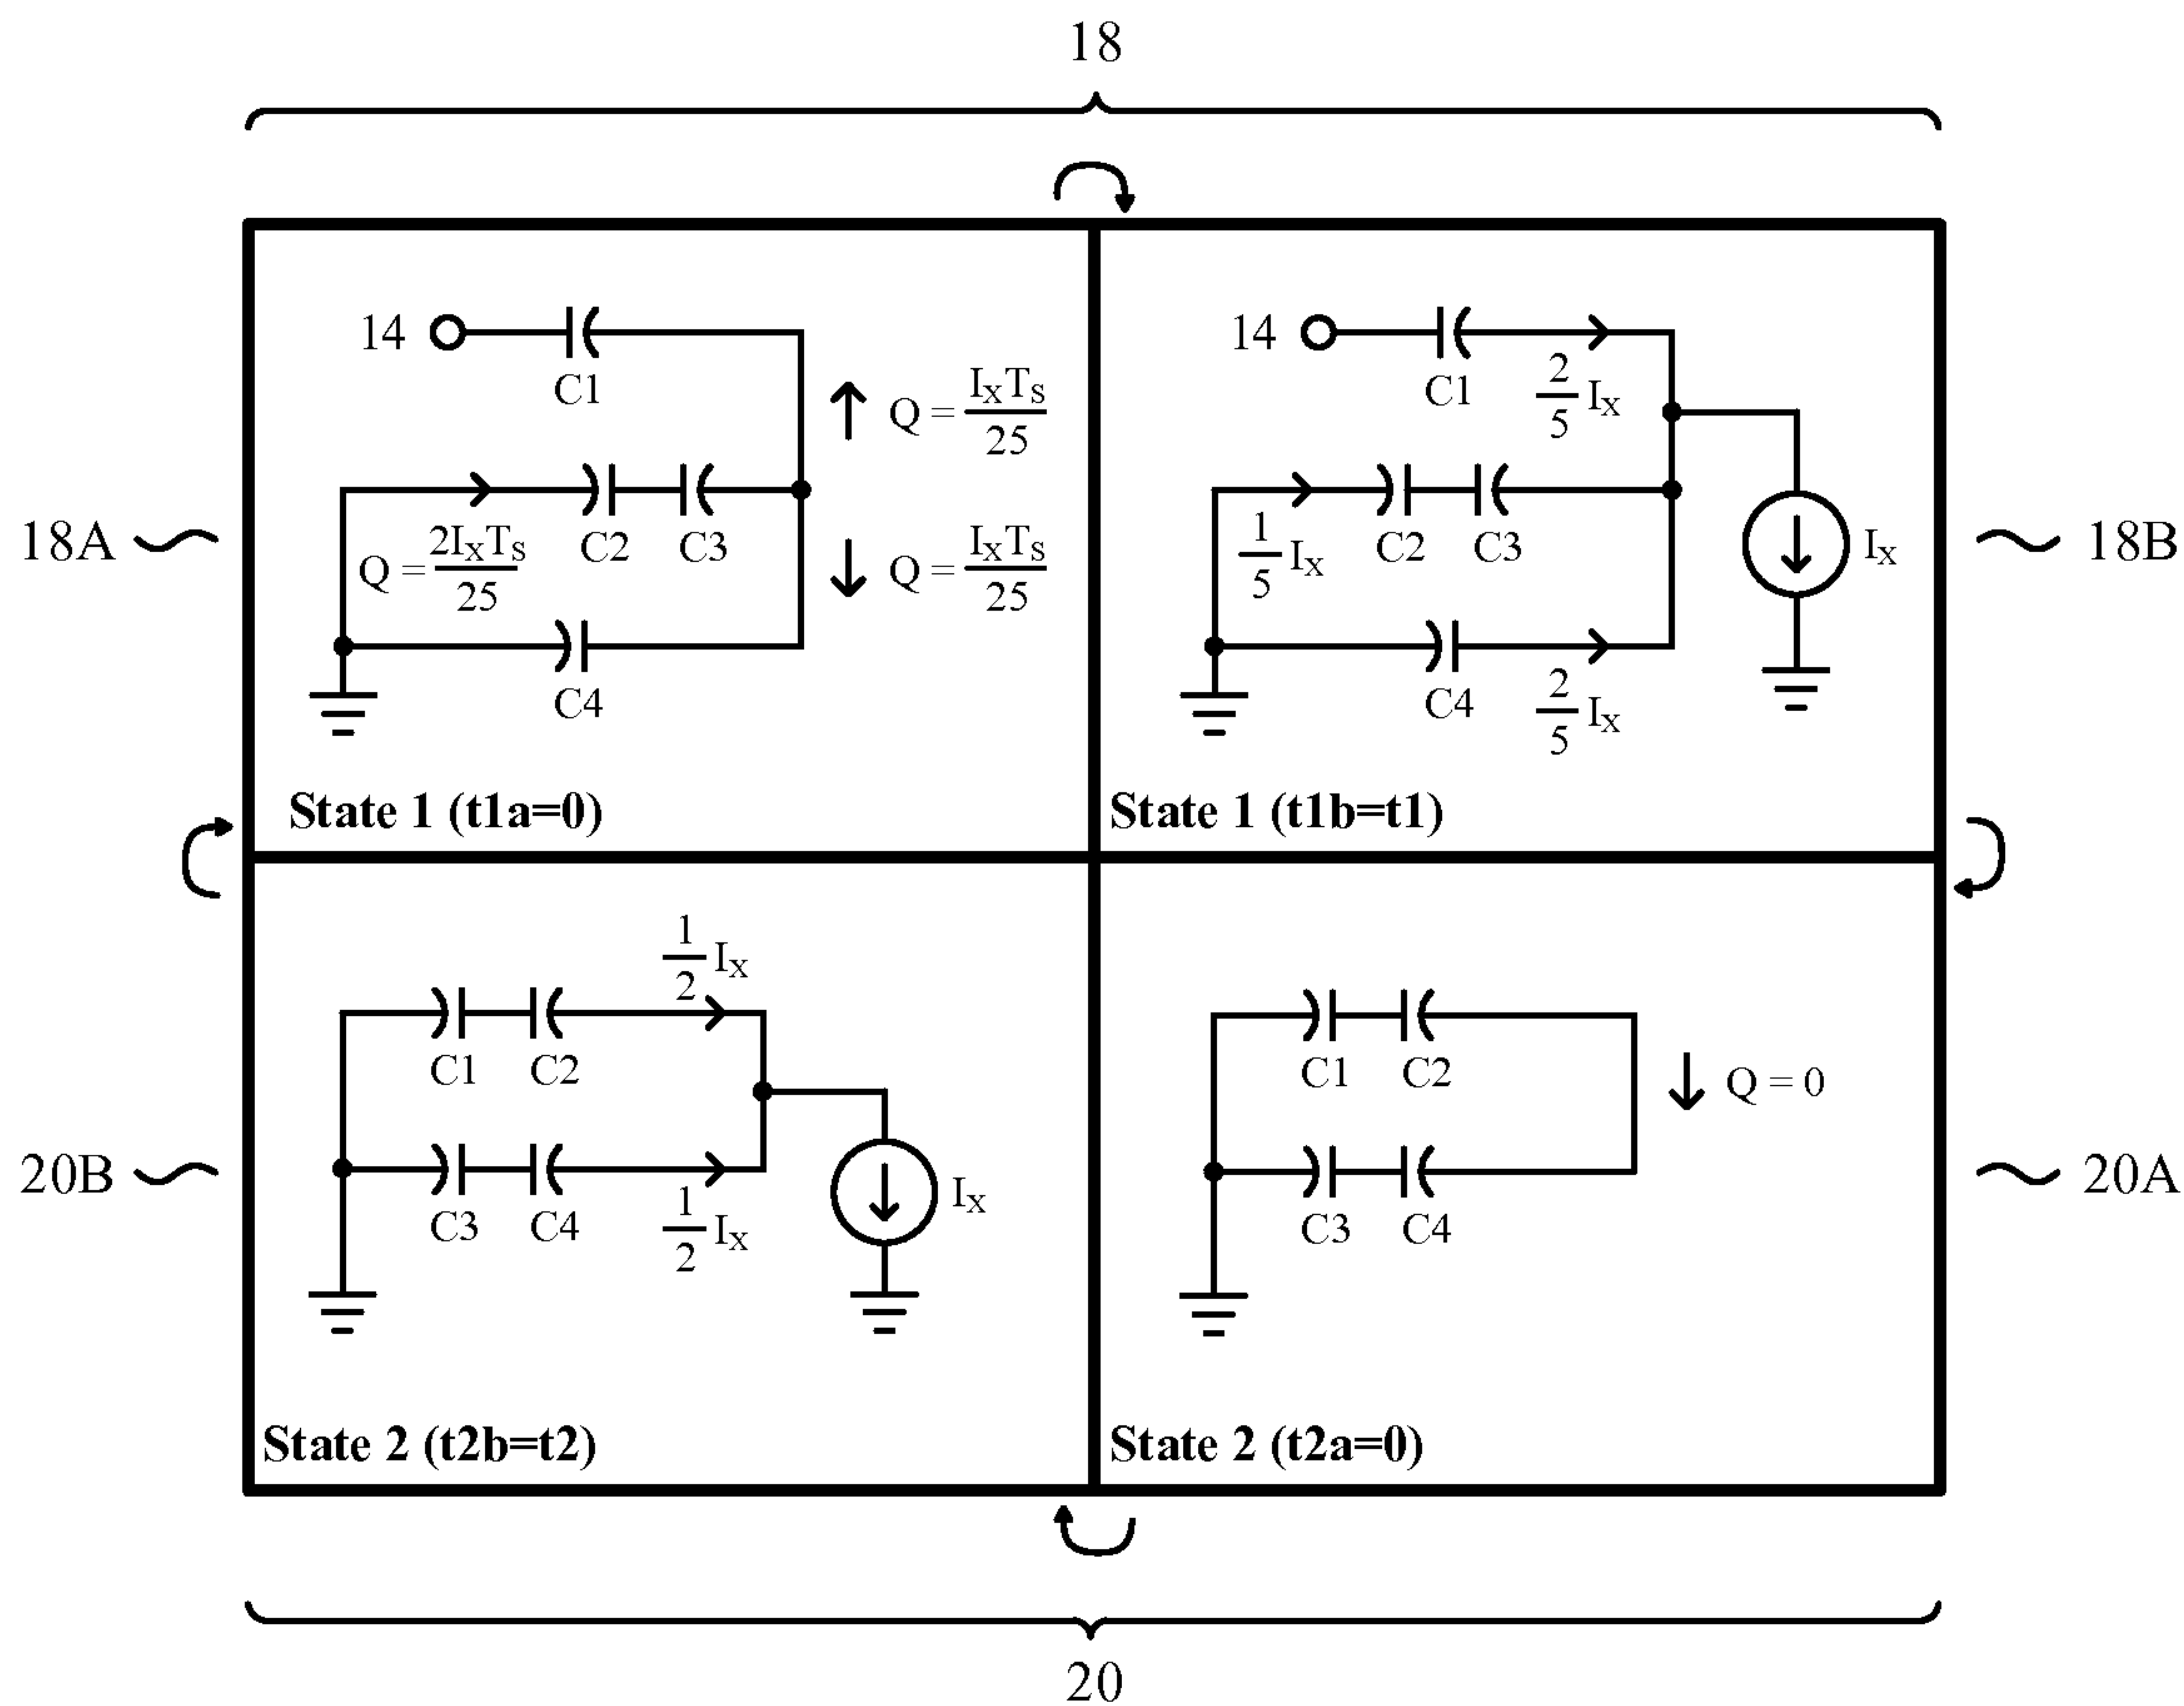 18
14
C1
Q = IₓTₛ/25
18A
Q = 2IₓTₛ/25
C2
C3
Q = IₓTₛ/25
C4
State 1 (t1a=0)
14
C1
2/5 Iₓ
1/5 Iₓ
C2
C3
Iₓ
18B
C4
2/5 Iₓ
State 1 (t1b=t1)
1/2 Iₓ
C1
C2
20B
C3
C4
1/2 Iₓ
Iₓ
State 2 (t2b=t2)
C1
C2
Q = 0
20A
C3
C4
State 2 (t2a=0)
20